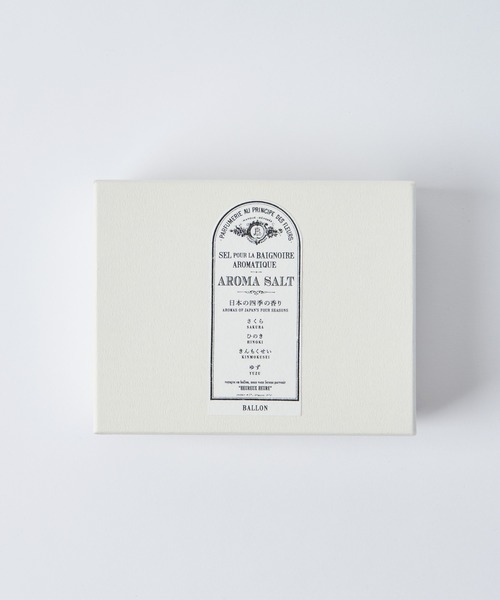 PARFUMERIE AU PRINCIPE DES FLEURS
B
SEL POUR LA BAIGNOIRE
AROMATIQUE
AROMA SALT
日本の四季の香り
AROMAS OF JAPAN'S FOUR SEASONS
さくら
SAKURA
ひのき
HINOKI
きんもくせい
KINMOKUSEI
ゆず
YUZU
BALLON